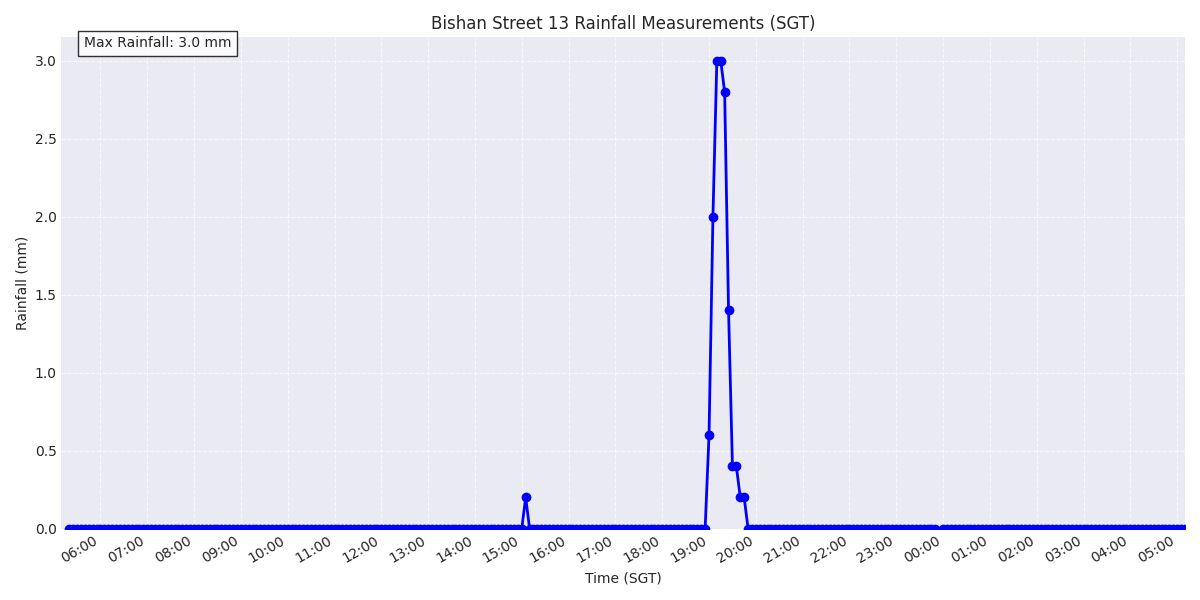 Bishan Street 13 Rainfall Measurements (SGT)
Max Rainfall: 3.0 mm
Rainfall (mm)
3.0
2.5
2.0
1.5
1.0
0.5
0.0
06:00 07:00 08:00 09:00 10:00 11:00 12:00 13:00 14:00 15:00 16:00 17:00 18:00 19:00 20:00 21:00 22:00 23:00 00:00 01:00 02:00 03:00 04:00 05:00
Time (SGT)